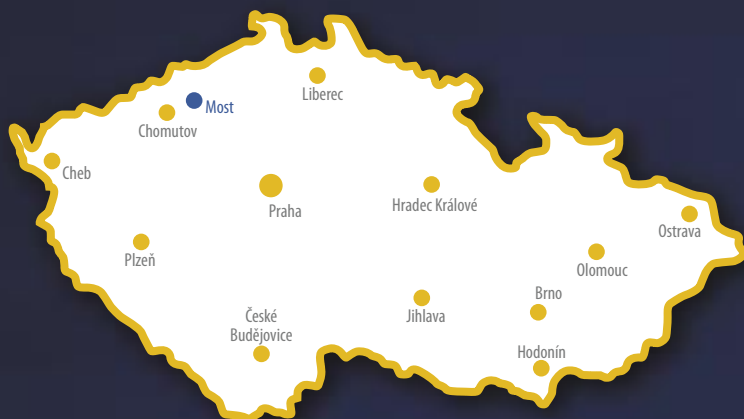 Liberec
Most
Chomutov
Cheb
Praha
Hradec Králové
Ostrava
Plzeň
Olomouc
Brno
České
Budějovice
Jihlava
Hodonín